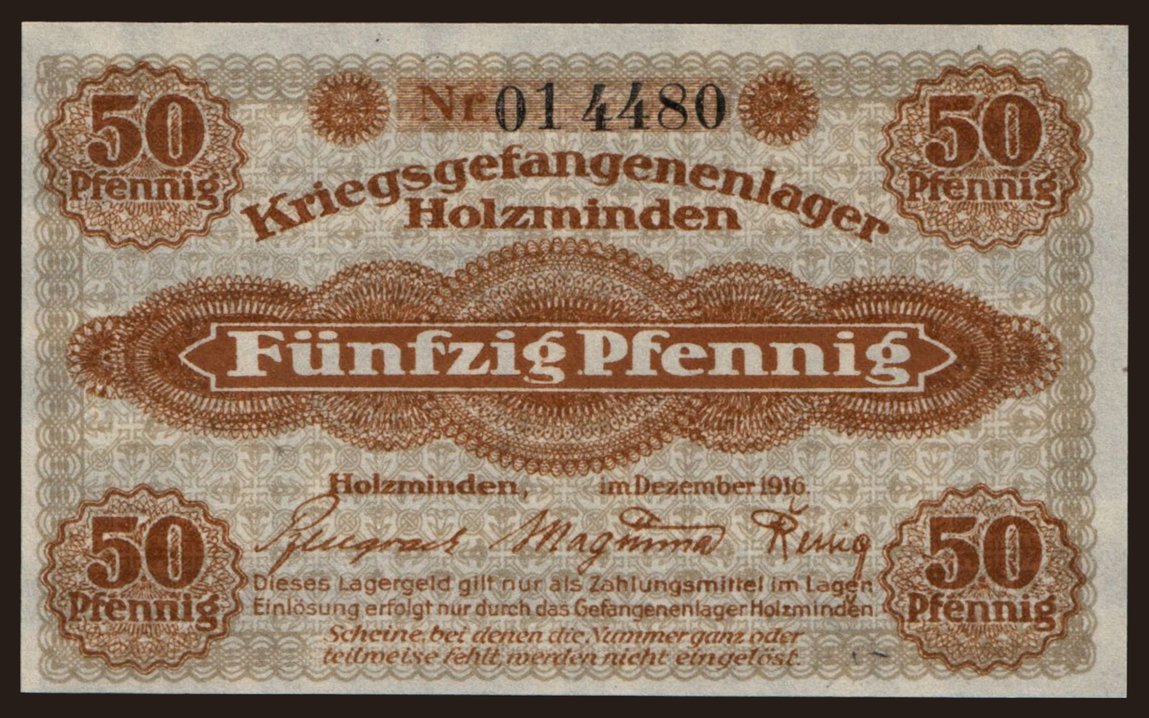 50 Pfennig
Nr 014480
50 Pfennig
Kriegsgefangenenlager
Holzminden
Fünfzig Pfennig
Holzminden, im Dezember 1916.
50 Pfennig
50 Pfennig
Dieses Lagergeld gilt nur als Zahlungsmittel im Lager
Einlösung erfolgt nur durch das Gefangenenlager Holzminden
Scheine, bei denen die Nummer ganz oder
teilweise fehlt, werden nicht eingelöst.